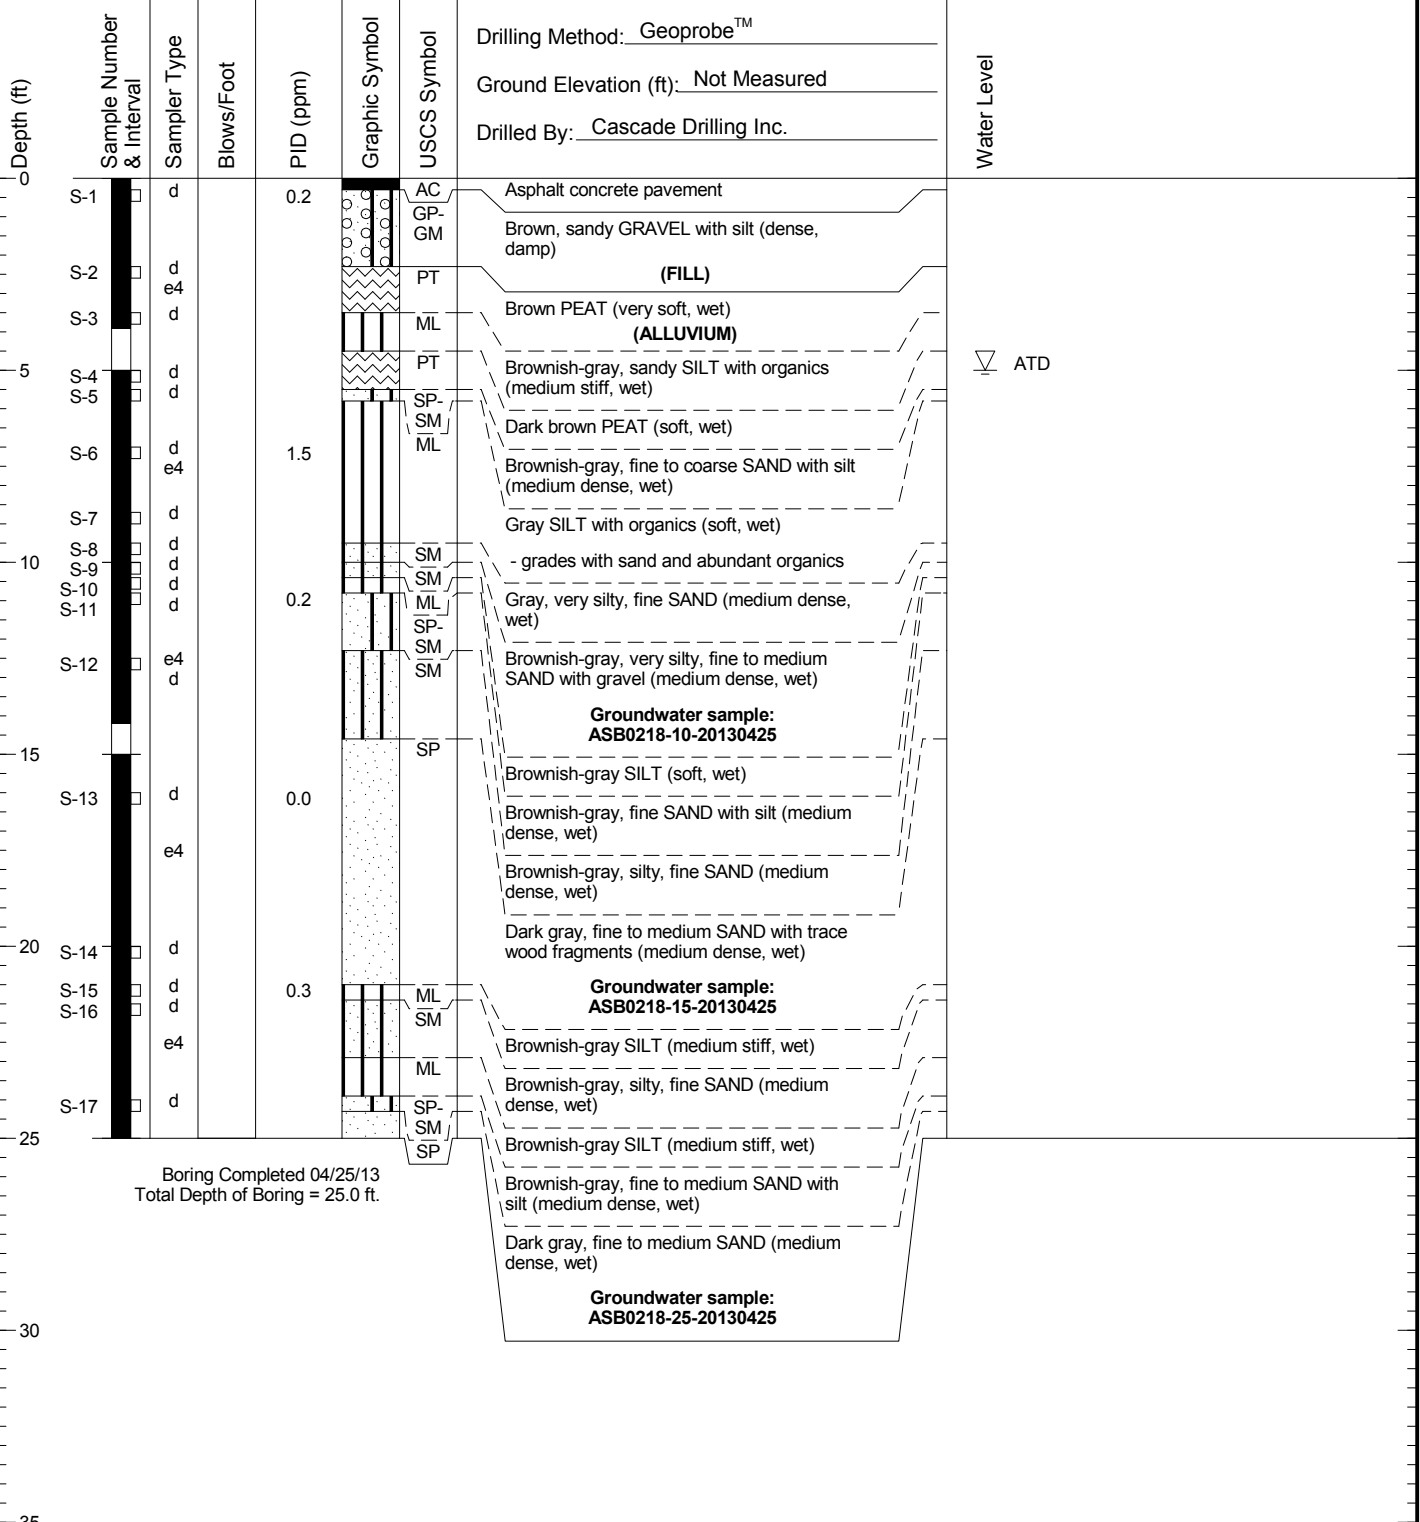 Drilling Method: Geoprobe™
Ground Elevation (ft): Not Measured
Drilled By: Cascade Drilling Inc.
Depth (ft)
Sample Number
& Interval
Sampler Type
Blows/Foot
PID (ppm)
Graphic Symbol
USCS Symbol
Water Level
0
S-1 d 0.2 AC Asphalt concrete pavement
GP-
GM
Brown, sandy GRAVEL with silt (dense,
damp)
S-2 d PT (FILL)
e4
Brown PEAT (very soft, wet)
S-3 d ML (ALLUVIUM)
5
S-4 d PT Brownish-gray, sandy SILT with organics
(medium stiff, wet)
ATD
S-5 d SP-
SM
Dark brown PEAT (soft, wet)
ML
S-6 d 1.5
e4
Brownish-gray, fine to coarse SAND with silt
(medium dense, wet)
S-7 d Gray SILT with organics (soft, wet)
S-8 d SM - grades with sand and abundant organics
10
S-9 d
S-10 d SM
S-11 d 0.2 ML Gray, very silty, fine SAND (medium dense,
wet)
SP-
SM
S-12 e4 SM Brownish-gray, very silty, fine to medium
SAND with gravel (medium dense, wet)
d
Groundwater sample:
ASB0218-10-20130425
15
SP
Brownish-gray SILT (soft, wet)
S-13 d 0.0
Brownish-gray, fine SAND with silt (medium
dense, wet)
e4
Brownish-gray, silty, fine SAND (medium
dense, wet)
20
S-14 d Dark gray, fine to medium SAND with trace
wood fragments (medium dense, wet)
S-15 d 0.3 ML Groundwater sample:
ASB0218-15-20130425
S-16 d SM
e4 Brownish-gray SILT (medium stiff, wet)
ML
Brownish-gray, silty, fine SAND (medium
dense, wet)
S-17 d SP-
SM
25
SP
Brownish-gray SILT (medium stiff, wet)
Boring Completed 04/25/13
Total Depth of Boring = 25.0 ft.
Brownish-gray, fine to medium SAND with
silt (medium dense, wet)
Dark gray, fine to medium SAND (medium
dense, wet)
Groundwater sample:
ASB0218-25-20130425
30
35